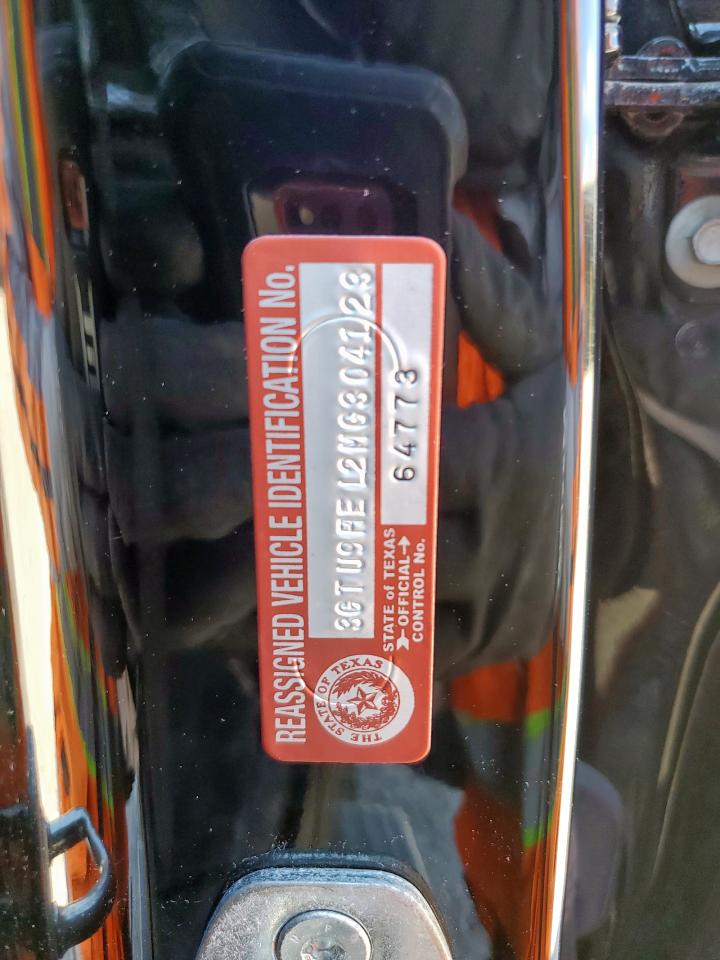 REASSIGNED VEHICLE IDENTIFICATION No.
3GTU9FEL2MG304123
THE STATE OF TEXAS
STATE of TEXAS
OFFICIAL
CONTROL No.
64773